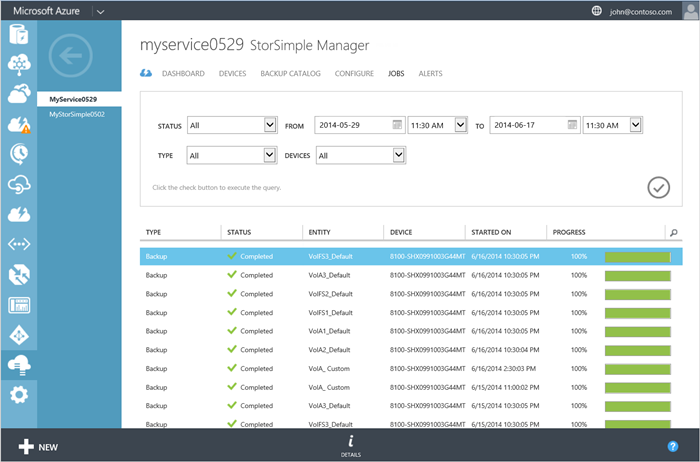 Microsoft Azure
john@contoso.com
MyService0529
MyStorSimple0502
myservice0529 StorSimple Manager
DASHBOARD DEVICES BACKUP CATALOG CONFIGURE JOBS ALERTS
STATUS All FROM 2014-05-29 11:30 AM TO 2014-06-17 11:30 AM
TYPE All DEVICES All
Click the check button to execute the query.
TYPE STATUS ENTITY DEVICE STARTED ON PROGRESS
Backup Completed VolFS3_Default 8100-SHX0991003G44MT 6/16/2014 10:30:05 PM 100%
Backup Completed VolA3_Default 8100-SHX0991003G44MT 6/16/2014 10:30:05 PM 100%
Backup Completed VolFS2_Default 8100-SHX0991003G44MT 6/16/2014 10:30:05 PM 100%
Backup Completed VolFS1_Default 8100-SHX0991003G44MT 6/16/2014 10:30:05 PM 100%
Backup Completed VolA1_Default 8100-SHX0991003G44MT 6/16/2014 10:30:05 PM 100%
Backup Completed VolA2_Default 8100-SHX0991003G44MT 6/16/2014 10:30:04 PM 100%
Backup Completed VolA_ Custom 8100-SHX0991003G44MT 6/16/2014 2:30:03 PM 100%
Backup Completed VolA_ Custom 8100-SHX0991003G44MT 6/15/2014 11:00:02 PM 100%
Backup Completed VolA3_Default 8100-SHX0991003G44MT 6/15/2014 10:30:05 PM 100%
Backup Completed VolFS3_Default 8100-SHX0991003G44MT 6/15/2014 10:30:05 PM 100%
NEW
DETAILS
?